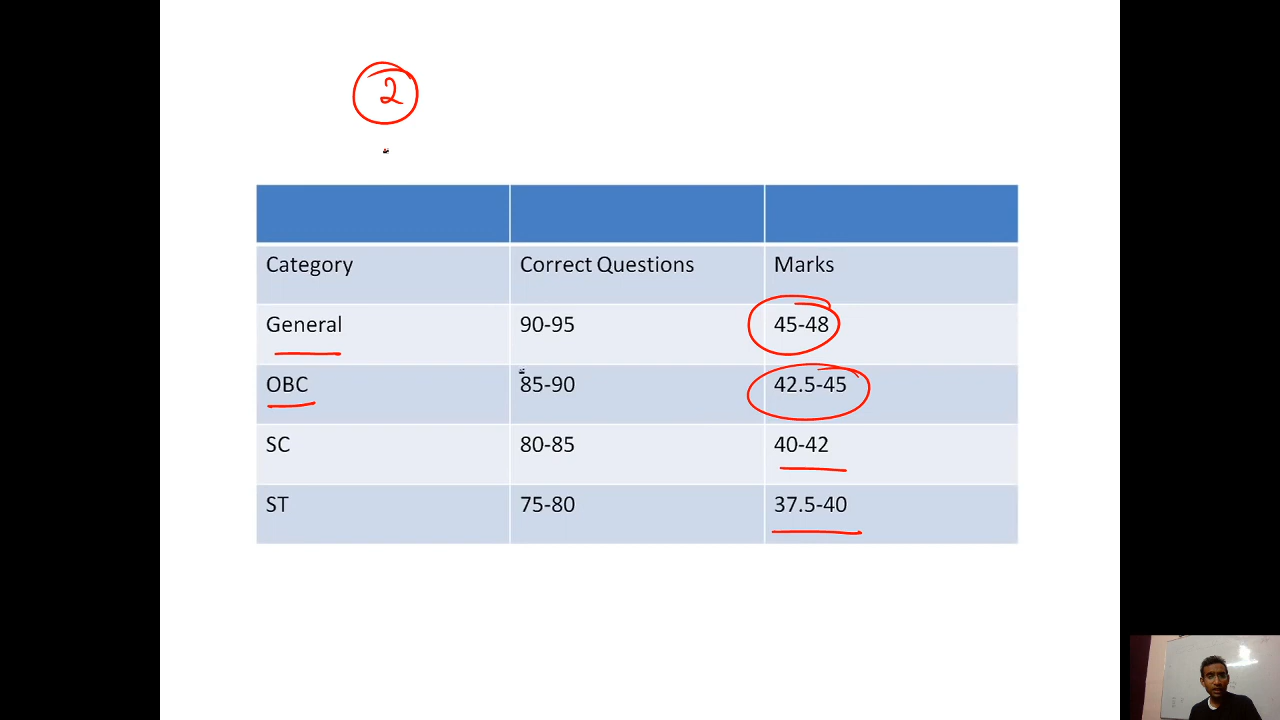 2
Category Correct Questions Marks
General 90-95 45-48
OBC 85-90 42.5-45
SC 80-85 40-42
ST 75-80 37.5-40